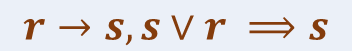 r → s, s ∨ r ⟹ s